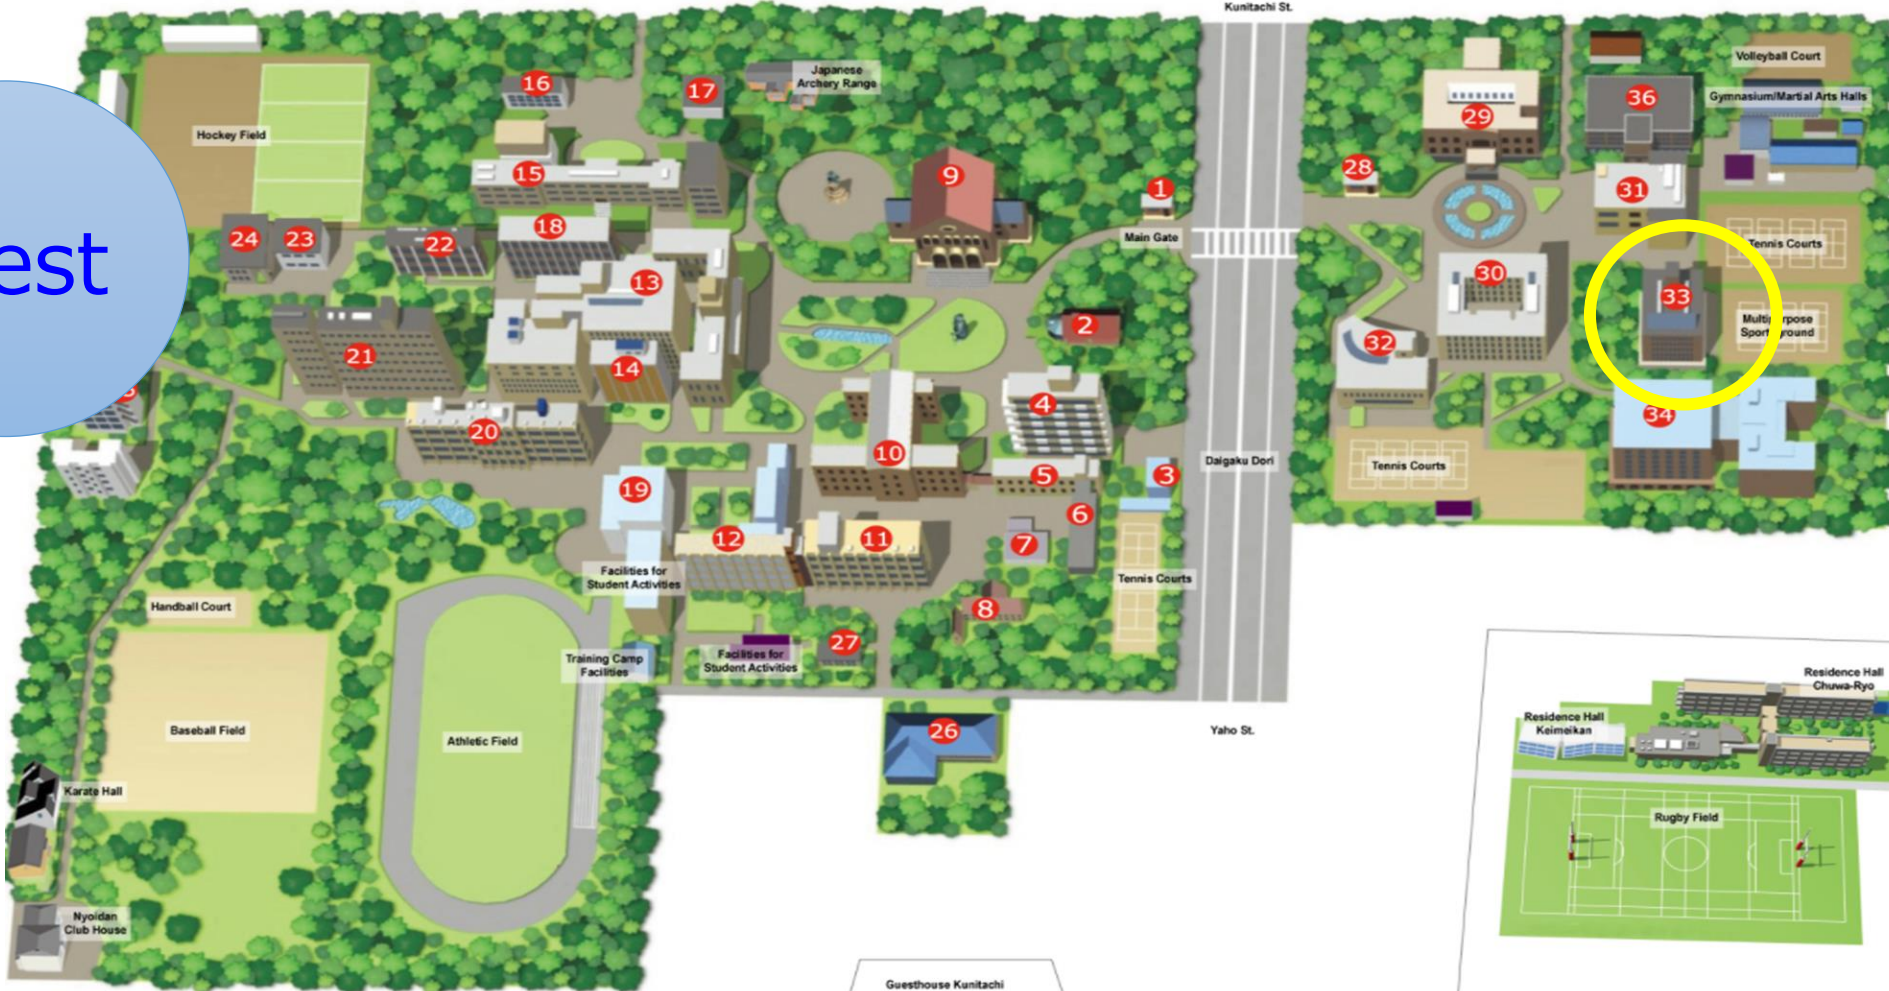 Kunitachi St.
est
Hockey Field
16
17
Japanese
Archery Range
15
9
1
Main Gate
24
23
22
18
13
2
21
14
4
20
10
5
3
Daigaku Dori
19
6
12
11
7
Facilities for
Student Activities
Tennis Courts
Handball Court
8
27
Training Camp
Facilities
Facilities for
Student Activities
Baseball Field
Athletic Field
26
Yaho St.
Karate Hall
Nyoidan
Club House
Guesthouse Kunitachi
Volleyball Court
29
36
Gymnasium/Martial Arts Halls
28
31
Tennis Courts
30
33
Multipurpose
Sport ground
32
34
Tennis Courts
Residence Hall
Chuwa-Ryo
Residence Hall
Keimeikan
Rugby Field